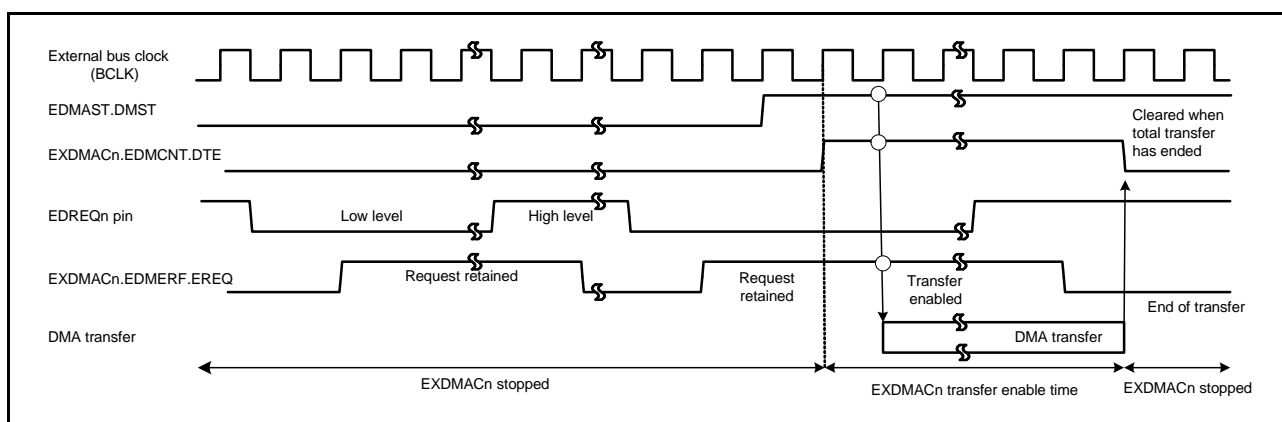 External bus clock
(BCLK)
EDMAST.DMST
Cleared when
total transfer
has ended
EXDMACn.EDMCNT.DTE
EDREQn pin
Low level
High level
EXDMACn.EDMERF.EREQ
Request retained
Request
retained
Transfer
enabled
End of transfer
DMA transfer
DMA transfer
EXDMACn stopped
EXDMACn transfer enable time
EXDMACn stopped